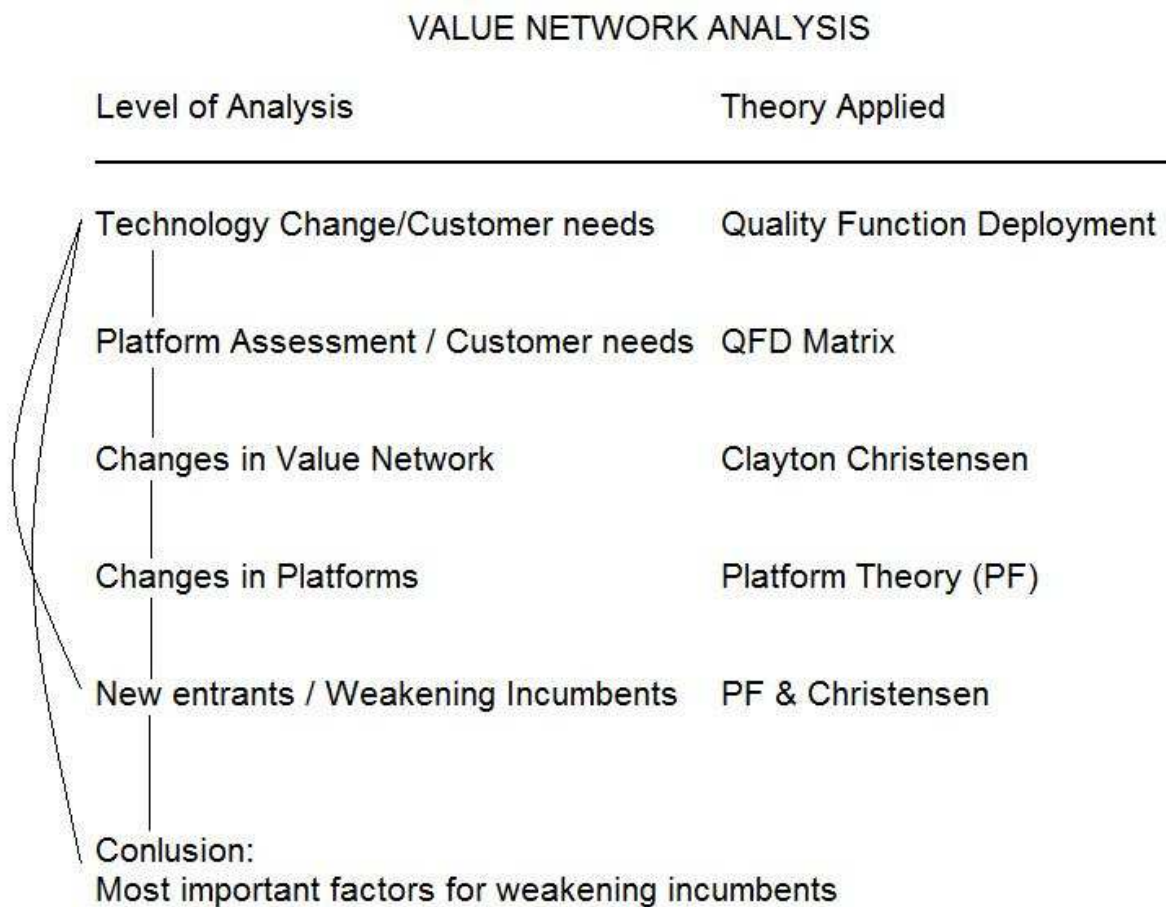 VALUE NETWORK ANALYSIS
Level of Analysis Theory Applied
Technology Change/Customer needs Quality Function Deployment
Platform Assessment / Customer needs QFD Matrix
Changes in Value Network Clayton Christensen
Changes in Platforms Platform Theory (PF)
New entrants / Weakening Incumbents PF & Christensen
Conlusion:
Most important factors for weakening incumbents